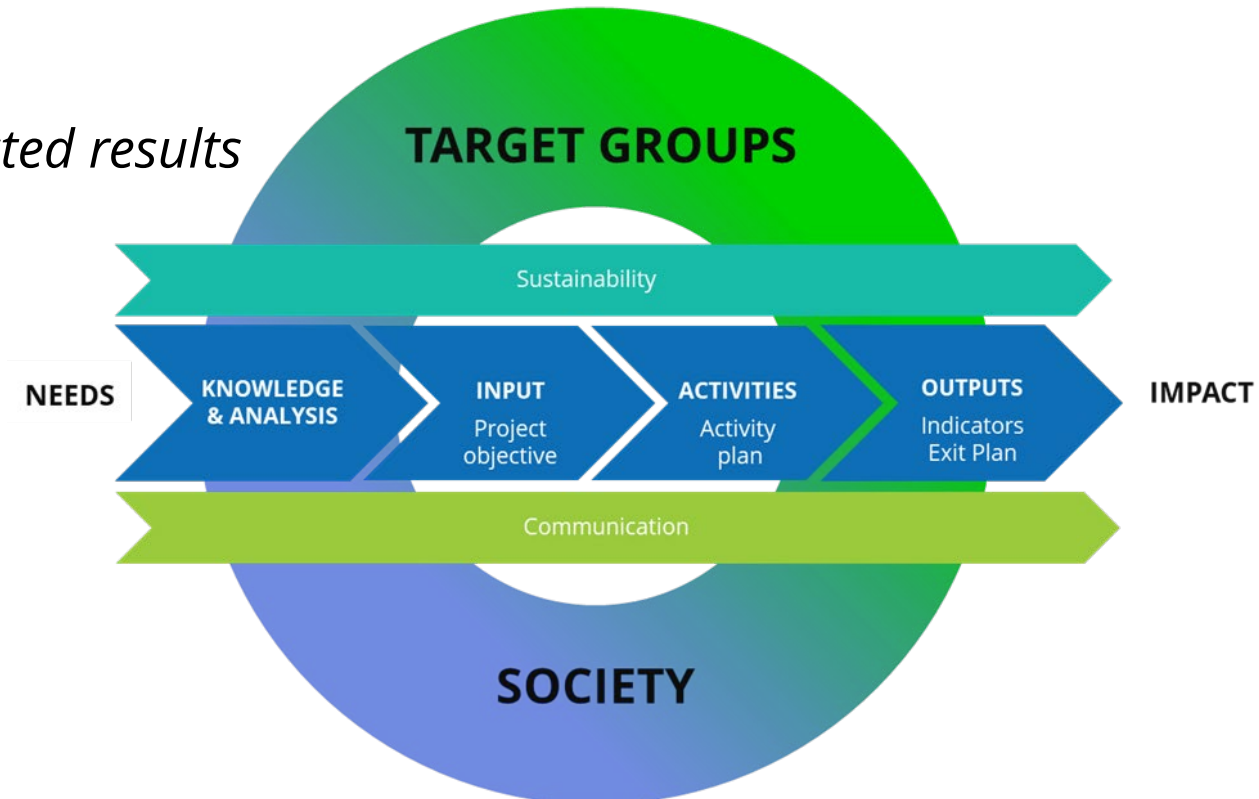 results
TARGET GROUPS
Sustainability
NEEDS
KNOWLEDGE
& ANALYSIS
INPUT
Project
objective
ACTIVITIES
Activity
plan
OUTPUTS
Indicators
Exit Plan
IMPACT
Communication
SOCIETY